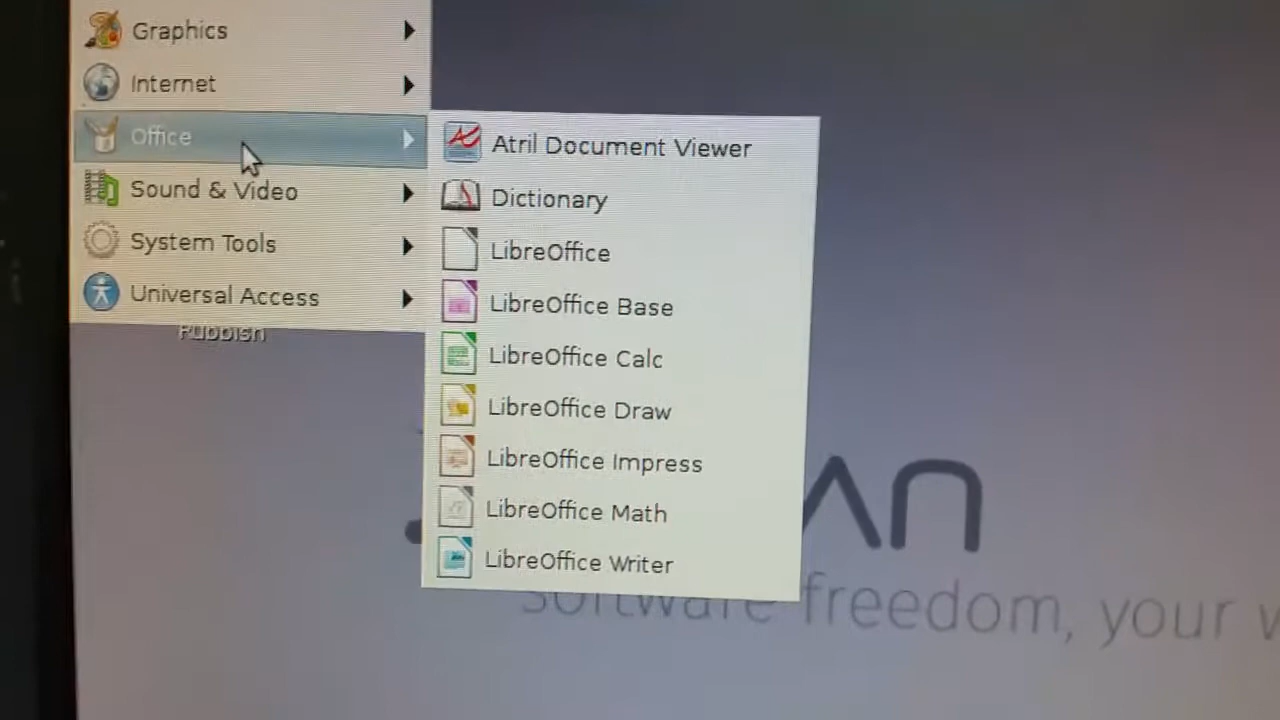 Graphics
Internet
Office
Sound & Video
System Tools
Universal Access
Atril Document Viewer
Dictionary
LibreOffice
LibreOffice Base
LibreOffice Calc
LibreOffice Draw
LibreOffice Impress
LibreOffice Math
LibreOffice Writer
Rubbish
software freedom, your